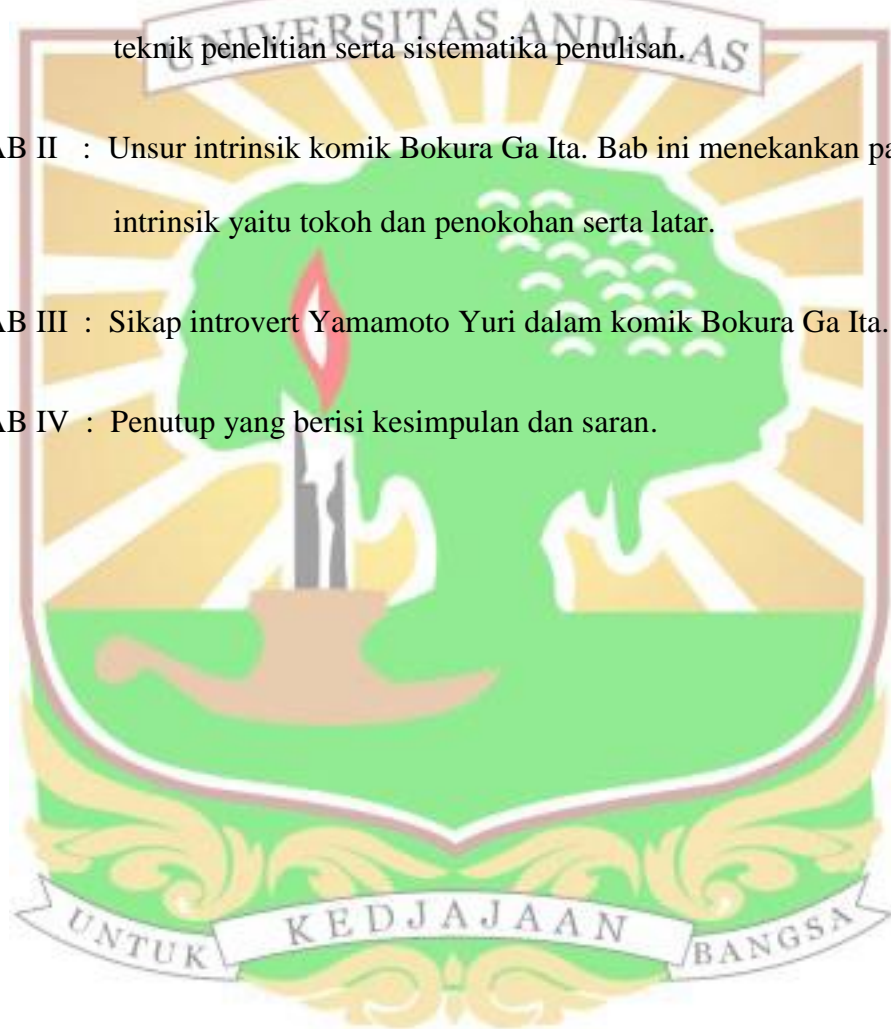 UNIVERSITAS ANDALAS
teknik penelitian serta sistematika penulisan.
AB II : Unsur intrinsik komik Bokura Ga Ita. Bab ini menekankan
intrinsik yaitu tokoh dan penokohan serta latar.
AB III : Sikap introvert Yamamoto Yuri dalam komik Bokura Ga Ita.
AB IV : Penutup yang berisi kesimpulan dan saran.
UNTUK KEDJAJAAN BANGSA